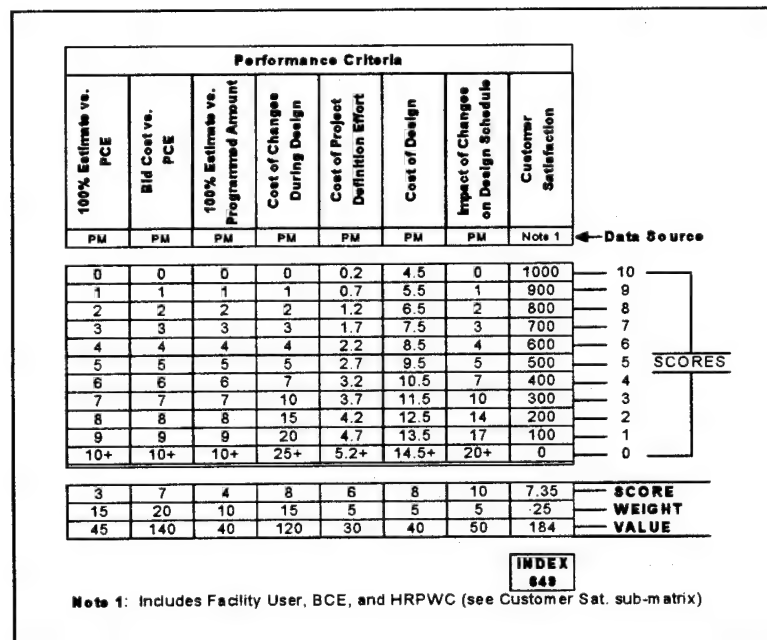 Performance Criteria
100% Estimate vs. PCE
Bid Cost vs. PCE
100% Estimate vs. Programmed Amount
Cost of Changes During Design
Cost of Project Definition Effort
Cost of Design
Impact of Changes on Design Schedule
Customer Satisfaction
PM PM PM PM PM PM PM Note 1 Data Source
0 0 0 0 0.2 4.5 0 1000 10
1 1 1 1 0.7 5.5 1 900 9
2 2 2 2 1.2 6.5 2 800 8
3 3 3 3 1.7 7.5 3 700 7
4 4 4 4 2.2 8.5 4 600 6
5 5 5 5 2.7 9.5 5 500 5 SCORES
6 6 6 7 3.2 10.5 7 400 4
7 7 7 10 3.7 11.5 10 300 3
8 8 8 15 4.2 12.5 14 200 2
9 9 9 20 4.7 13.5 17 100 1
10+ 10+ 10+ 25+ 5.2+ 14.5+ 20+ 0 0
3 7 4 8 6 8 10 7.35 SCORE
15 20 10 15 5 5 5 25 WEIGHT
45 140 40 120 30 40 50 184 VALUE
INDEX
649
Note 1: Includes Facility User, BCE, and HRPWC (see Customer Sat. sub-matrix)